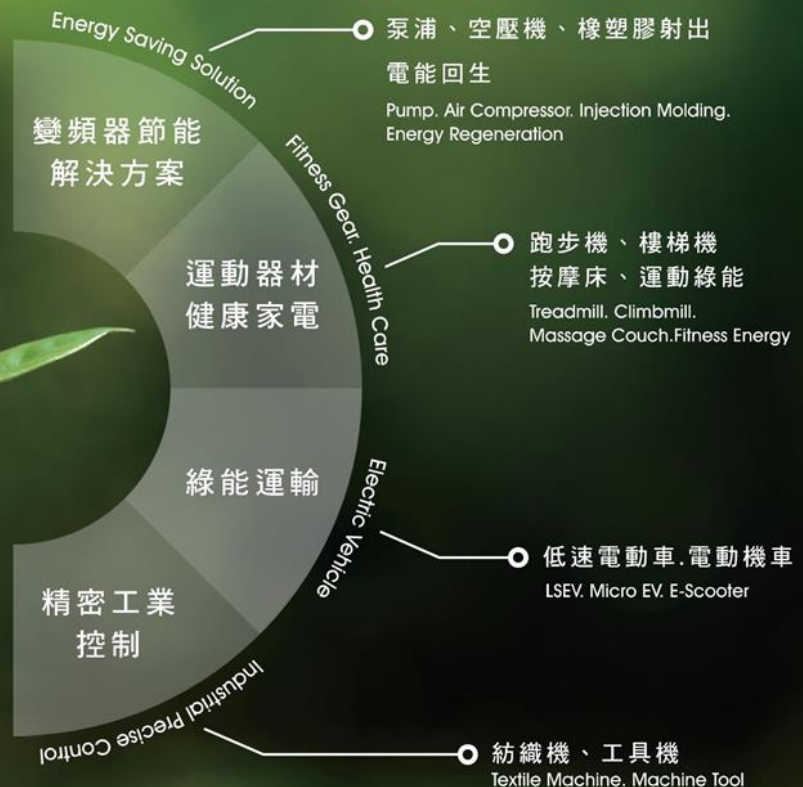 Energy Saving Solution
變頻器節能
解決方案
泵浦、空壓機、橡塑膠射出
電能回生
Pump. Air Compressor. Injection Molding.
Energy Regeneration
Fitness Gear. Health Care
運動器材
健康家電
跑步機、樓梯機
按摩床、運動綠能
Treadmill. Climbmill.
Massage Couch.Fitness Energy
Electric Vehicle
綠能運輸
低速電動車.電動機車
LSEV. Micro EV. E-Scooter
Industrial Precise Control
精密工業
控制
紡織機、工具機
Textile Machine. Machine Tool